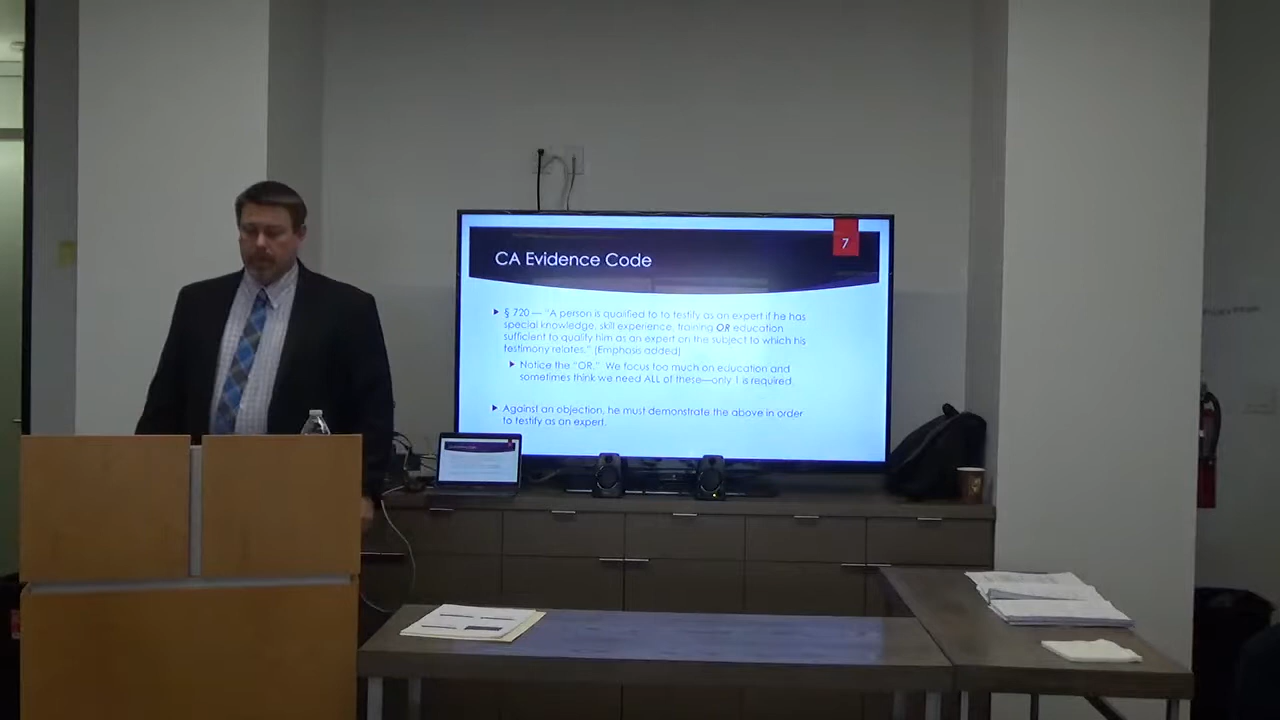 7
CA Evidence Code
§ 720 — "A person is qualified to to testify as an expert if he has
special knowledge, skill experience, training OR education
sufficient to qualify him as an expert on the subject to which his
testimony relates." (Emphasis added)
Notice the "OR." We focus too much on education and
sometimes think we need ALL of these—only 1 is required.
Against an objection, he must demonstrate the above in order
to testify as an expert.